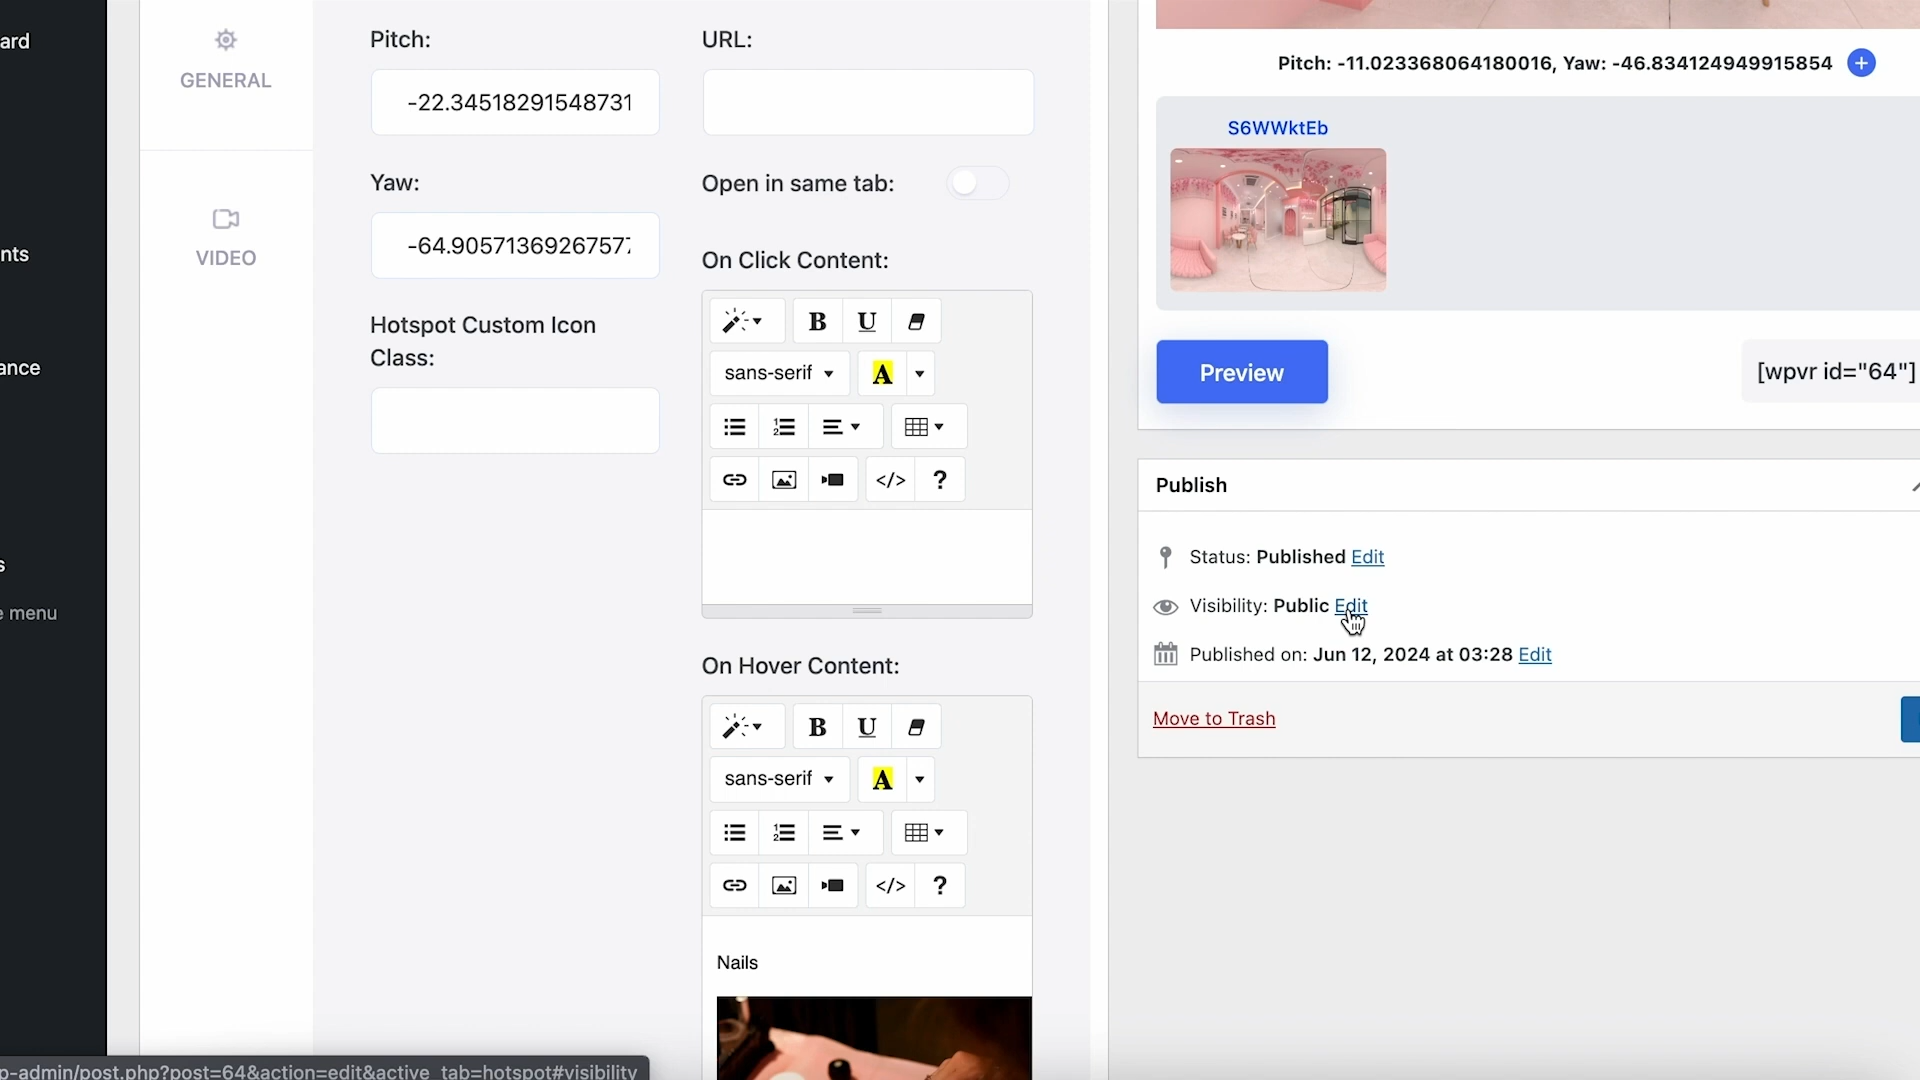 ard
nts
ance
s
e menu
GENERAL
VIDEO
Pitch:
-22.34518291548731
Yaw:
-64.90571369267577
Hotspot Custom Icon
Class:
URL:
Open in same tab:
On Click Content:
B U
sans-serif A
</> ?
On Hover Content:
B U
sans-serif A
</> ?
Nails
Pitch: -11.023368064180016, Yaw: -46.834124949915854
S6WWktEb
Preview
[wpvr id="64"]
Publish
Status: Published Edit
Visibility: Public Edit
Published on: Jun 12, 2024 at 03:28 Edit
Move to Trash
p-admin/post.php?post=64&action=edit&active_tab=hotspot#visibility